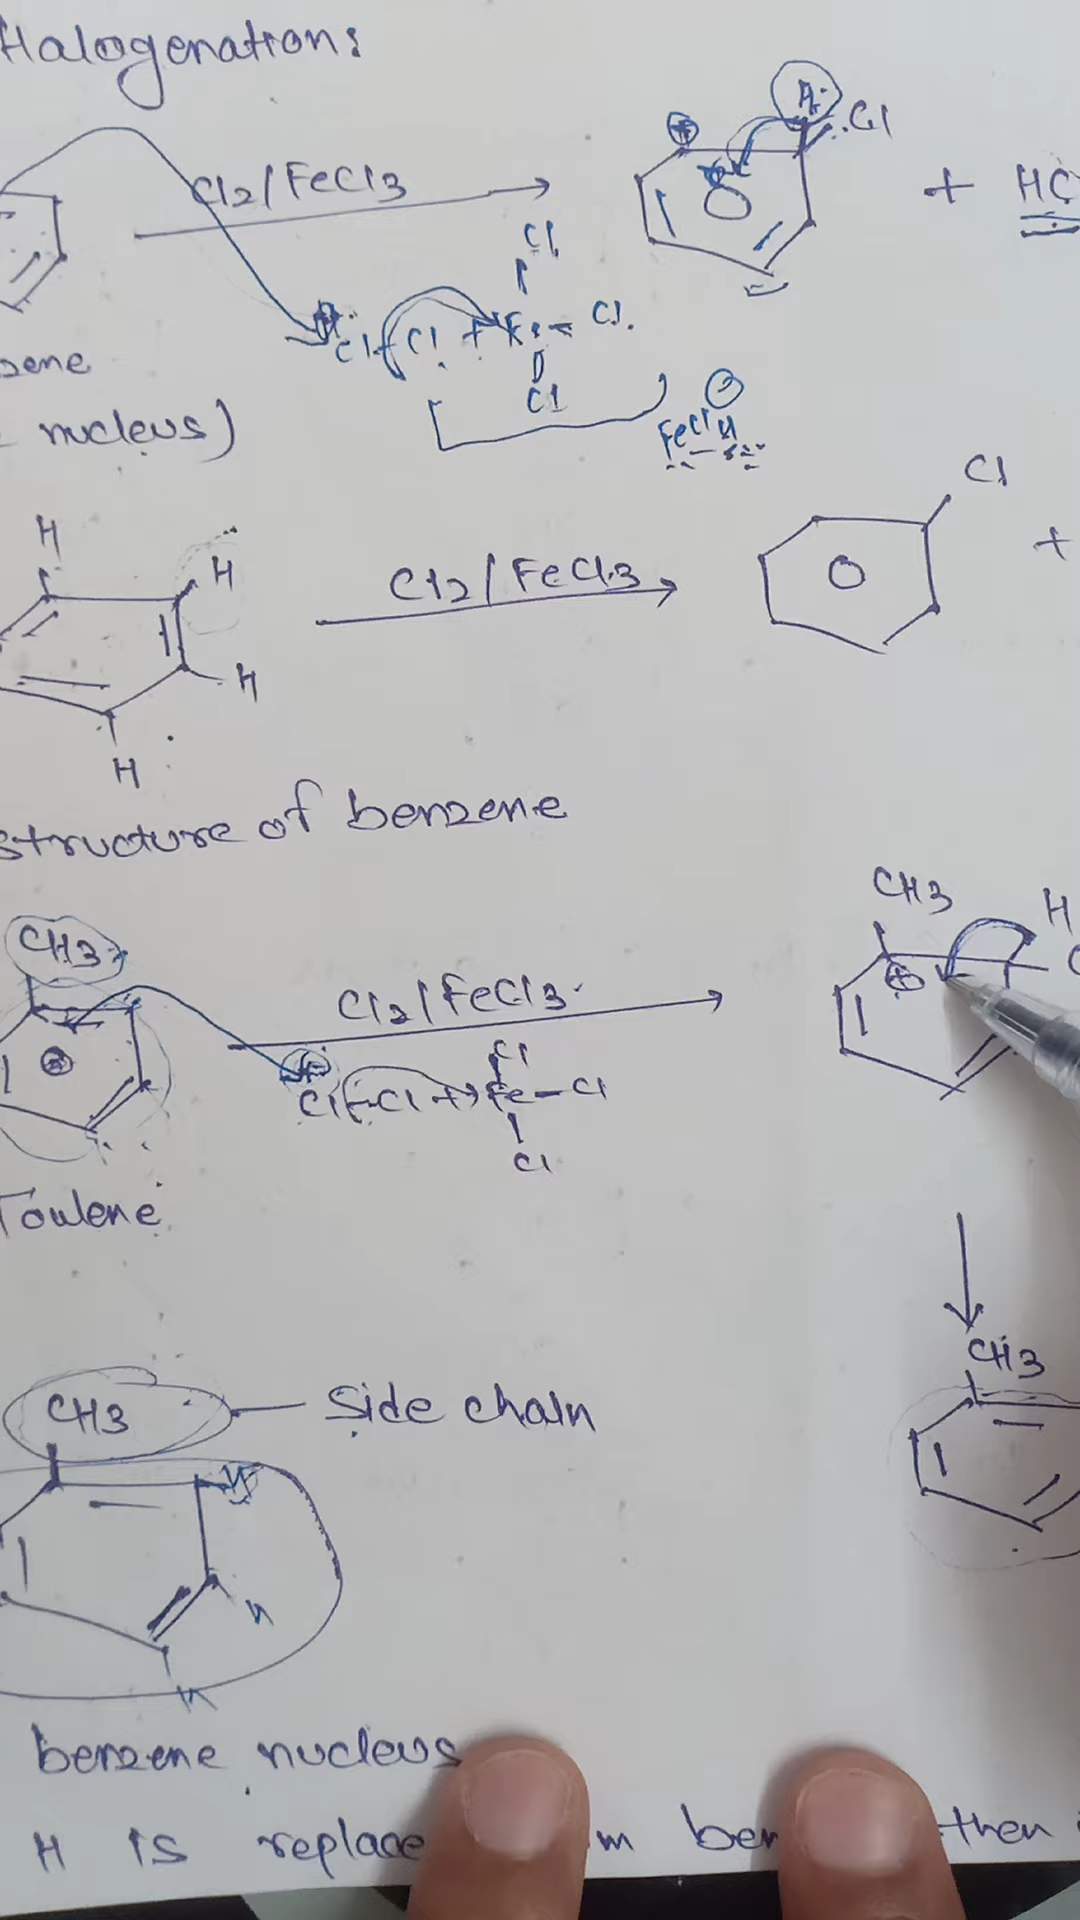 Halogenation:
H
Cl
Cl2/FeCl3
+ HCl
Cl
Cl-Cl + Fe-Cl.
Cl
FeCl4
nucleus)
Cl
H
H
Cl2/FeCl3
+
H
H
structure of benzene
CH3
H
CH3
Cl2/FeCl3
Cl
Cl-Cl + Fe-Cl
Cl
Toulene
CH3
CH3
Side chain
H
H
H
benzene nucleus
H is replace ben then